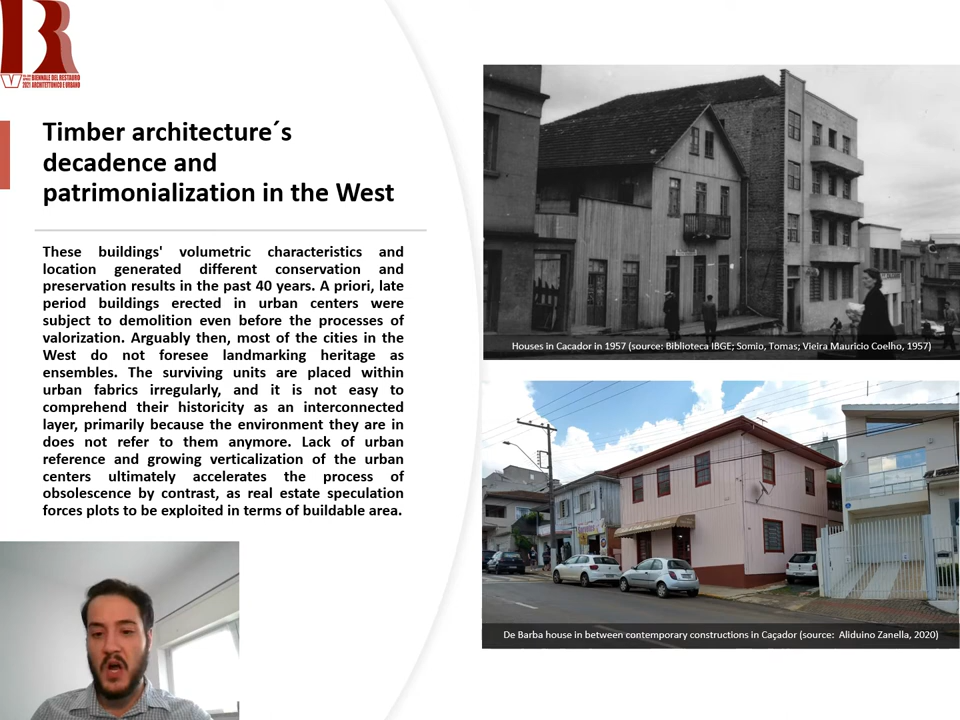 BIENNALE DEL RESTAURO
2021 ARCHITETTONICO E URBANO
Timber architecture´s
decadence and
patrimonialization in the West
These buildings' volumetric characteristics and
location generated different conservation and
preservation results in the past 40 years. A priori, late
period buildings erected in urban centers were
subject to demolition even before the processes of
valorization. Arguably then, most of the cities in the
West do not foresee landmarking heritage as
ensembles. The surviving units are placed within
urban fabrics irregularly, and it is not easy to
comprehend their historicity as an interconnected
layer, primarily because the environment they are in
does not refer to them anymore. Lack of urban
reference and growing verticalization of the urban
centers ultimately accelerates the process of
obsolescence by contrast, as real estate speculation
forces plots to be exploited in terms of buildable area.
Houses in Cacador in 1957 (source: Biblioteca IBGE; Somio, Tomas; Vieira Mauricio Coelho, 1957)
De Barba house in between contemporary constructions in Caçador (source: Aliduino Zanella, 2020)